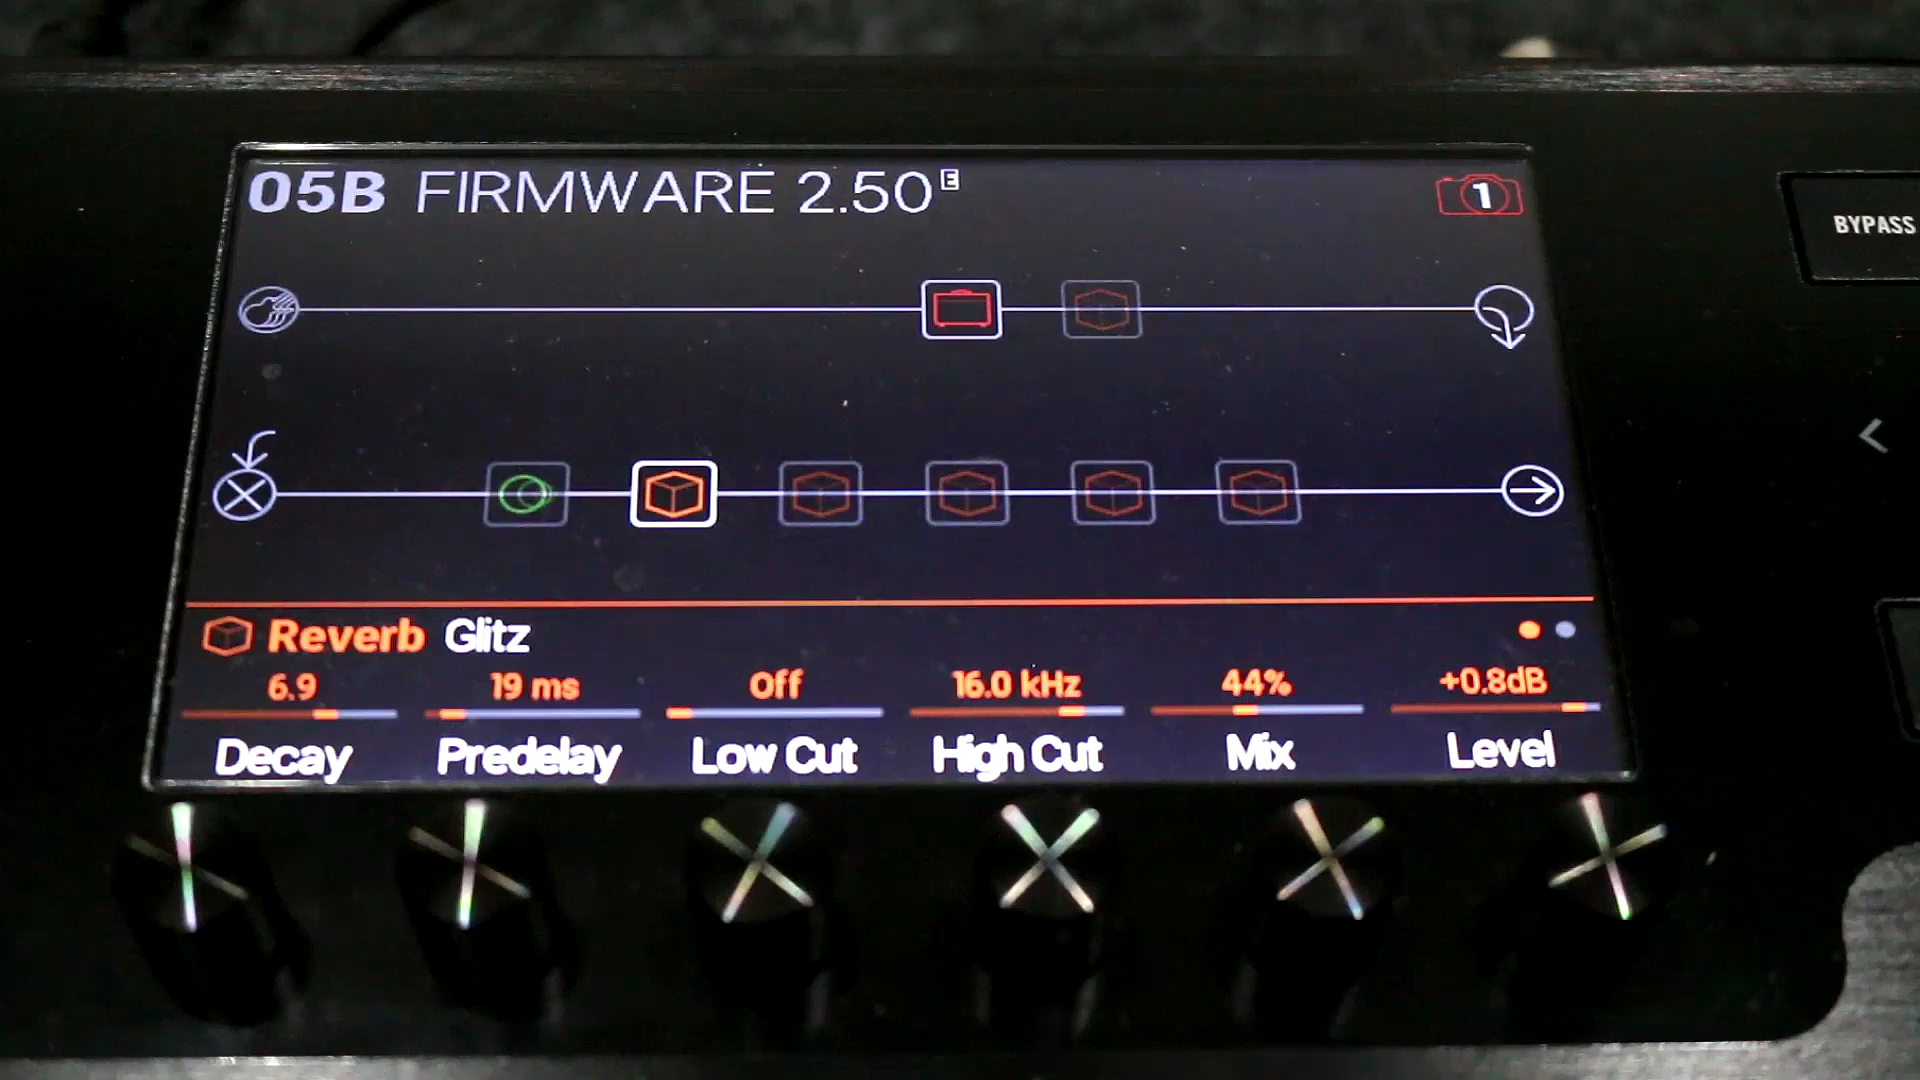 05B FIRMWARE 2.50 E
1
BYPASS
Reverb Glitz
6.9 19 ms Off 16.0 kHz 44% +0.8dB
Decay Predelay Low Cut High Cut Mix Level